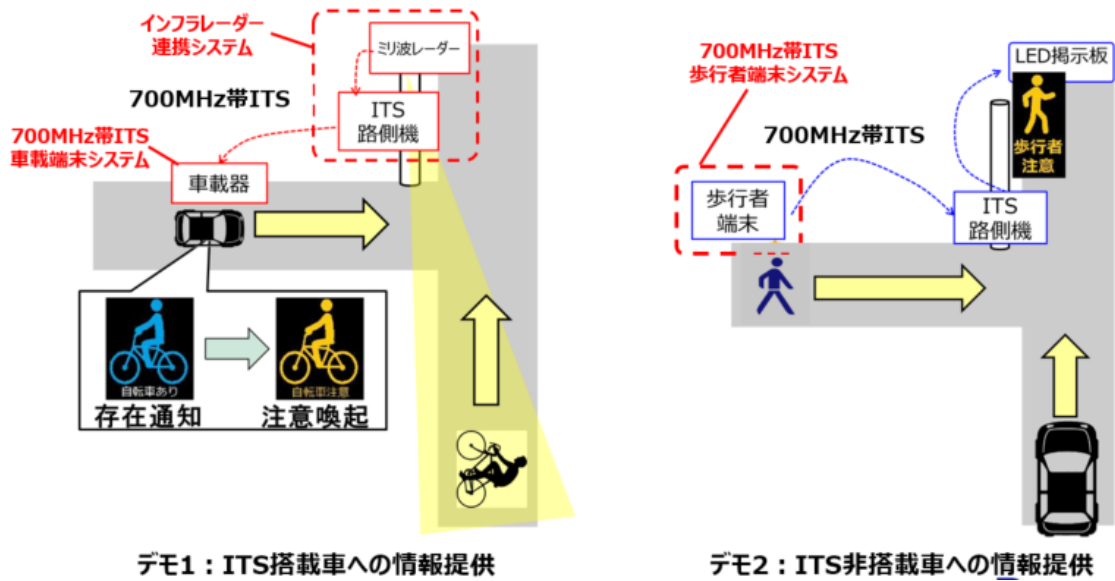 インフラレーダー
連携システム
ミリ波レーダー
700MHz帯ITS
ITS
路側機
700MHz帯ITS
車載端末システム
車載器
自転車あり
自転車注意
存在通知
注意喚起
デモ1：ITS搭載車への情報提供
700MHz帯ITS
歩行者端末システム
LED掲示板
歩行者
注意
700MHz帯ITS
歩行者
端末
ITS
路側機
デモ2：ITS非搭載車への情報提供